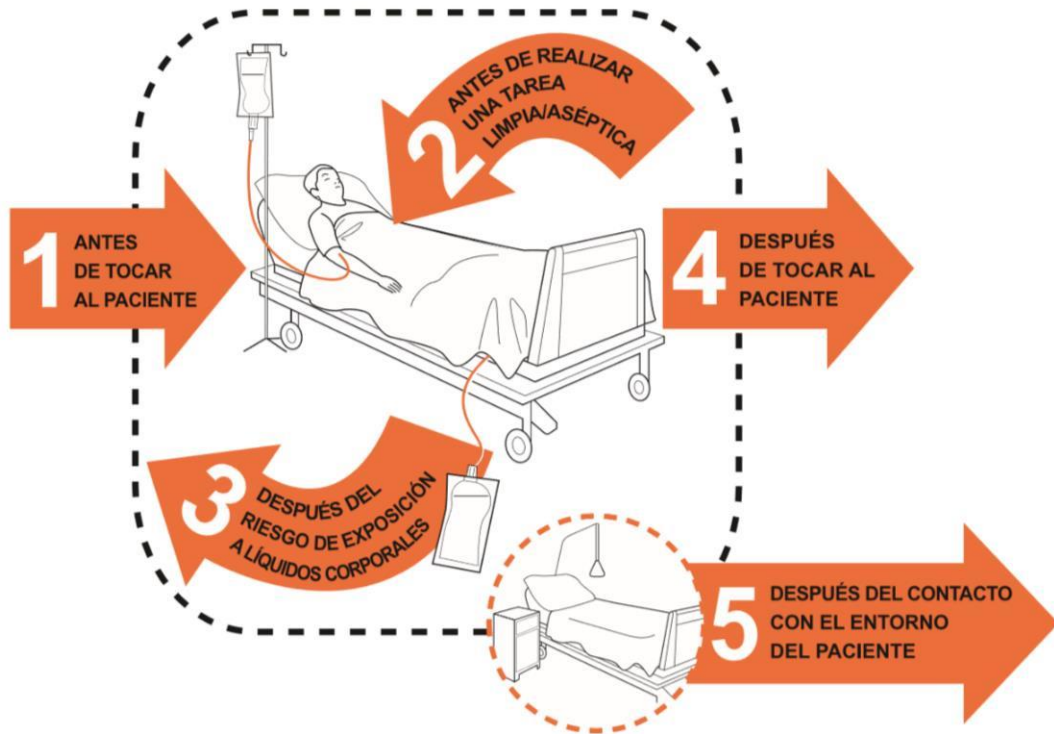 1
ANTES
DE TOCAR
AL PACIENTE
2
ANTES DE REALIZAR
UNA TAREA
LIMPIA/ASÉPTICA
3
DESPUÉS DEL
RIESGO DE EXPOSICIÓN
A LÍQUIDOS CORPORALES
4
DESPUÉS
DE TOCAR AL
PACIENTE
5
DESPUÉS DEL CONTACTO
CON EL ENTORNO
DEL PACIENTE